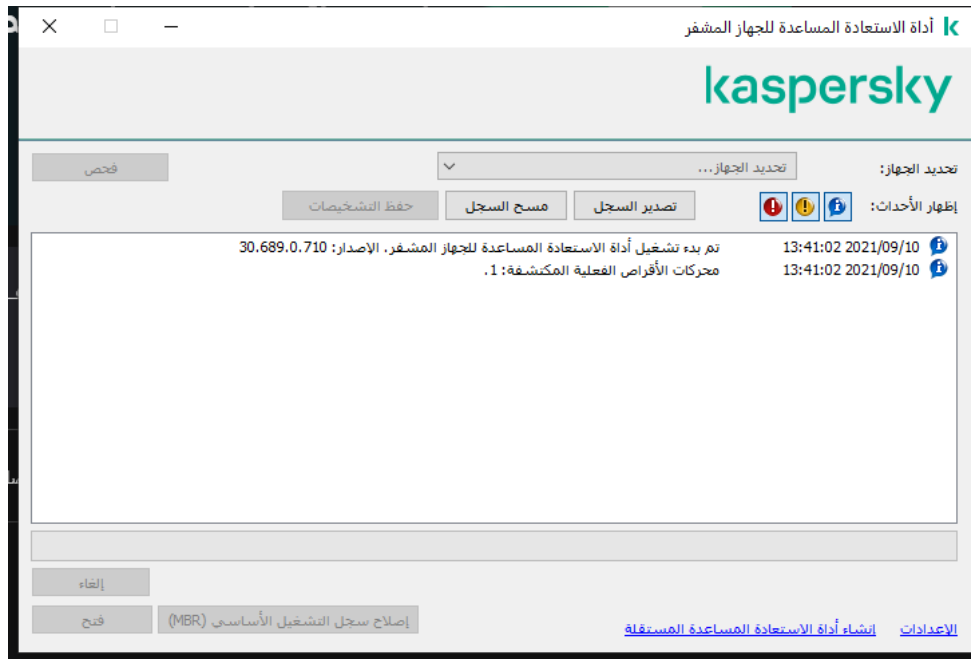 أداة الاستعادة المساعدة للجهاز المشفر
kaspersky
تحديد الجهاز: تحديد الجهاز... فحص
إظهار الأحداث: تصدير السجل مسح السجل حفظ التشخيصات
13:41:02 2021/09/10 تم بدء تشغيل أداة الاستعادة المساعدة للجهاز المشفر. الإصدار: 30.689.0.710
13:41:02 2021/09/10 محركات الأقراص الفعلية المكتشفة: 1.
إلغاء
إصلاح سجل التشغيل الأساسي (MBR) فتح
الإعدادات إنشاء أداة الاستعادة المساعدة المستقلة